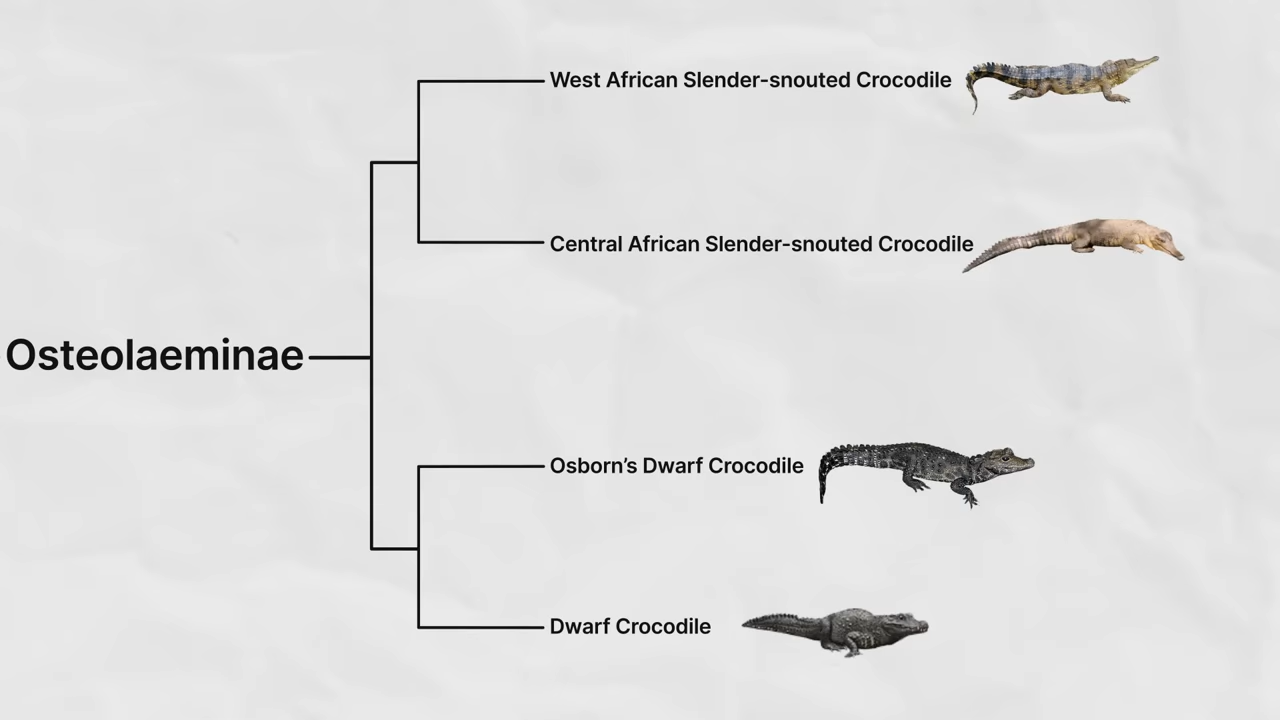 West African Slender-snouted Crocodile
Central African Slender-snouted Crocodile
Osteolaeminae
Osborn’s Dwarf Crocodile
Dwarf Crocodile